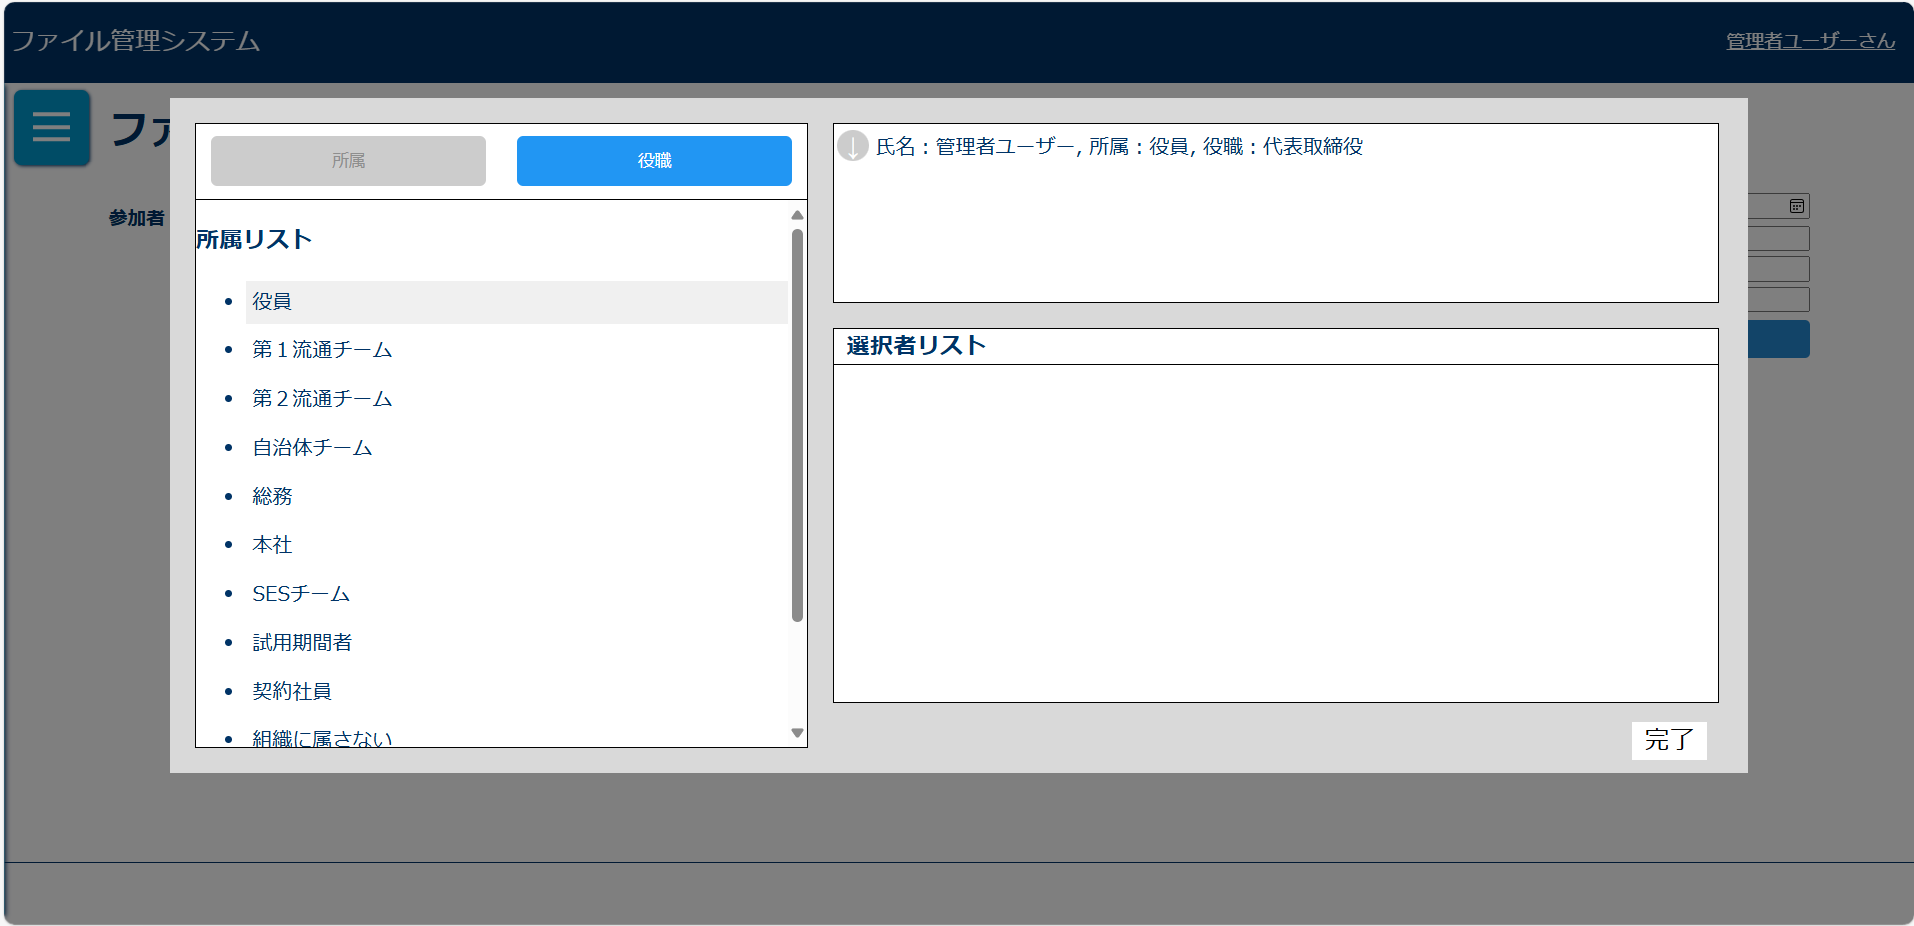 ファイル管理システム
管理者ユーザーさん
ファ
参加者
所属
役職
所属リスト
役員
第１流通チーム
第２流通チーム
自治体チーム
総務
本社
SESチーム
試用期間者
契約社員
組織に属さない
氏名：管理者ユーザー, 所属：役員, 役職：代表取締役
選択者リスト
完了